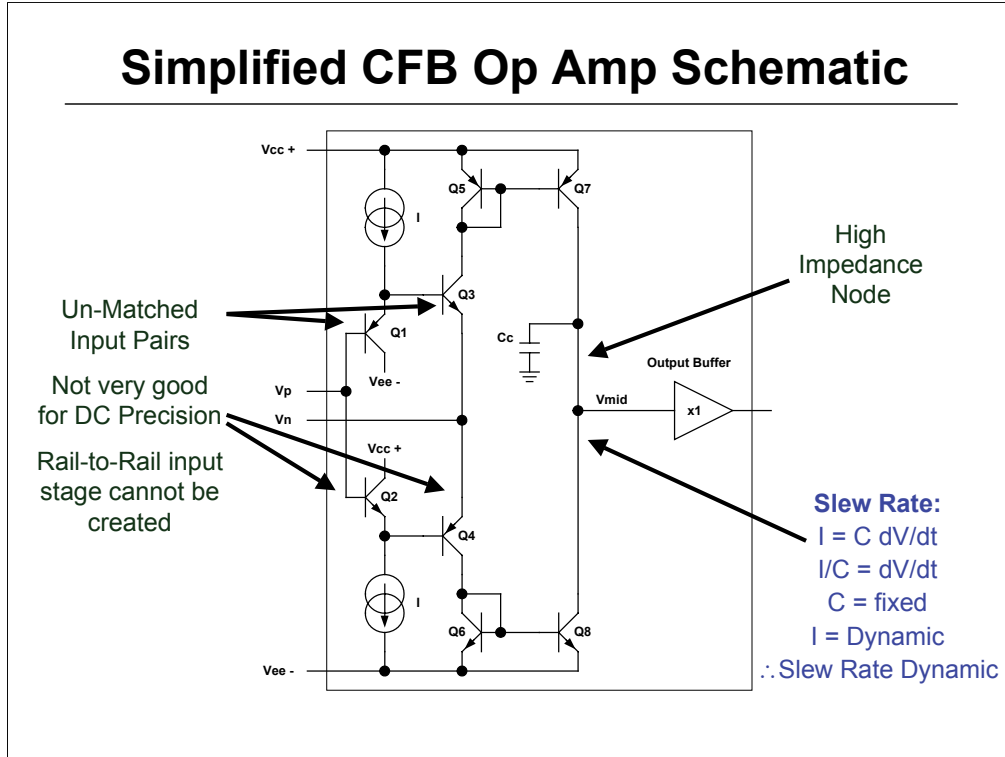 Simplified CFB Op Amp Schematic
Vcc +
Q5
Q7
I
High
Impedance
Node
Un-Matched
Input Pairs
Q3
Q1
Cc
Vee -
Output Buffer
Not very good
for DC Precision
Vp
Vmid
x1
Vn
Vcc +
Rail-to-Rail input
stage cannot be
created
Q2
Q4
Slew Rate:
I = C dV/dt
I/C = dV/dt
C = fixed
I = Dynamic
∴Slew Rate Dynamic
I
Q6
Q8
Vee -